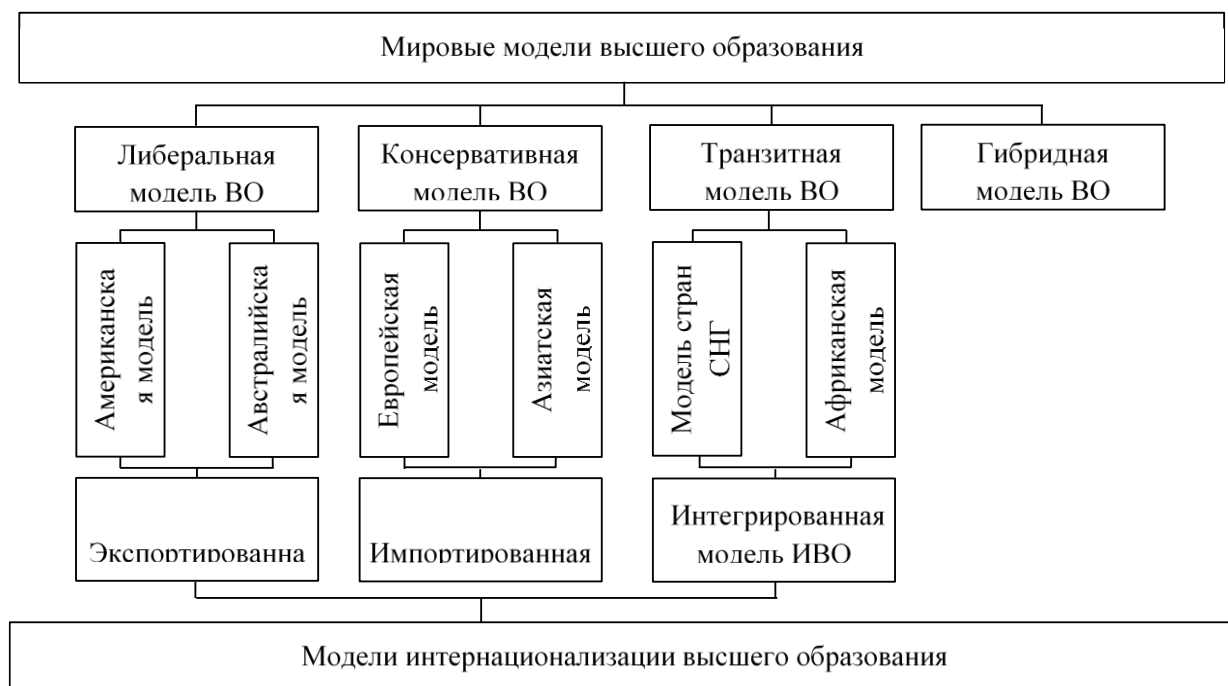 Мировые модели высшего образования
Либеральная
модель ВО
Консервативная
модель ВО
Транзитная
модель ВО
Гибридная
модель ВО
Американска
я модель
Австралийска
я модель
Европейская
модель
Азиатская
модель
Модель стран
СНГ
Африканская
модель
Экспортированна
Импортированная
Интегрированная
модель ИВО
Модели интернационализации высшего образования